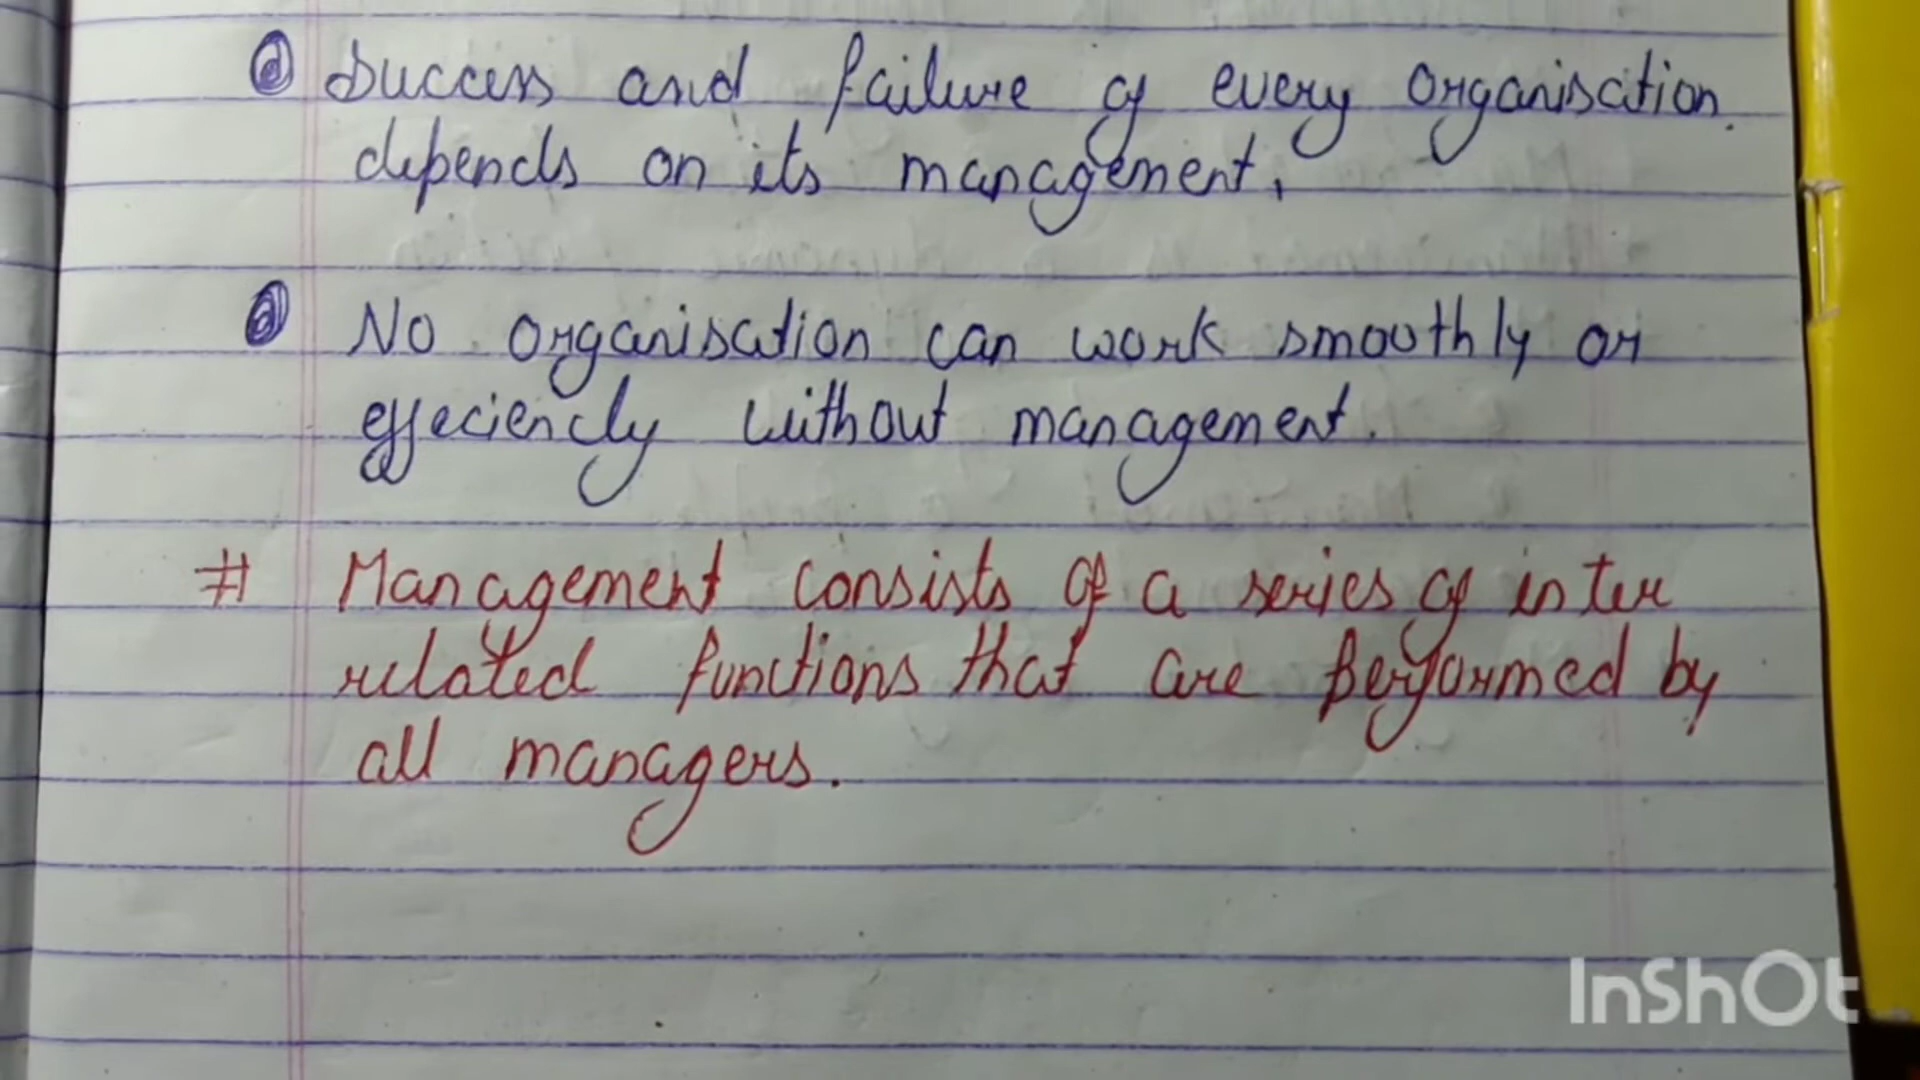 Success and failure of every organisation
depends on its management.
No organisation can work smoothly or
effeciencly without management.
# Management consists of a series of inter
related functions that are performed by
all managers.
InShOt